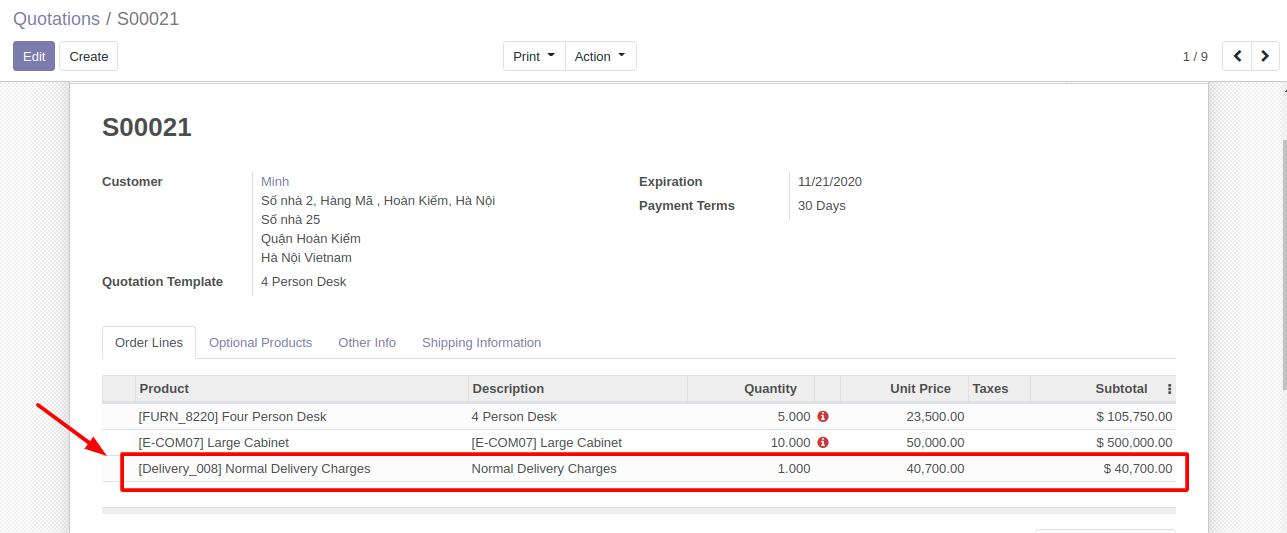 Quotations / S00021
Edit Create Print Action 1 / 9
S00021
Customer Minh Expiration 11/21/2020
Số nhà 2, Hàng Mã , Hoàn Kiếm, Hà Nội Payment Terms 30 Days
Số nhà 25
Quận Hoàn Kiếm
Hà Nội Vietnam
Quotation Template 4 Person Desk
Order Lines Optional Products Other Info Shipping Information
Product Description Quantity Unit Price Taxes Subtotal
[FURN_8220] Four Person Desk 4 Person Desk 5.000 23,500.00 $ 105,750.00
[E-COM07] Large Cabinet [E-COM07] Large Cabinet 10.000 50,000.00 $ 500,000.00
[Delivery_008] Normal Delivery Charges Normal Delivery Charges 1.000 40,700.00 $ 40,700.00